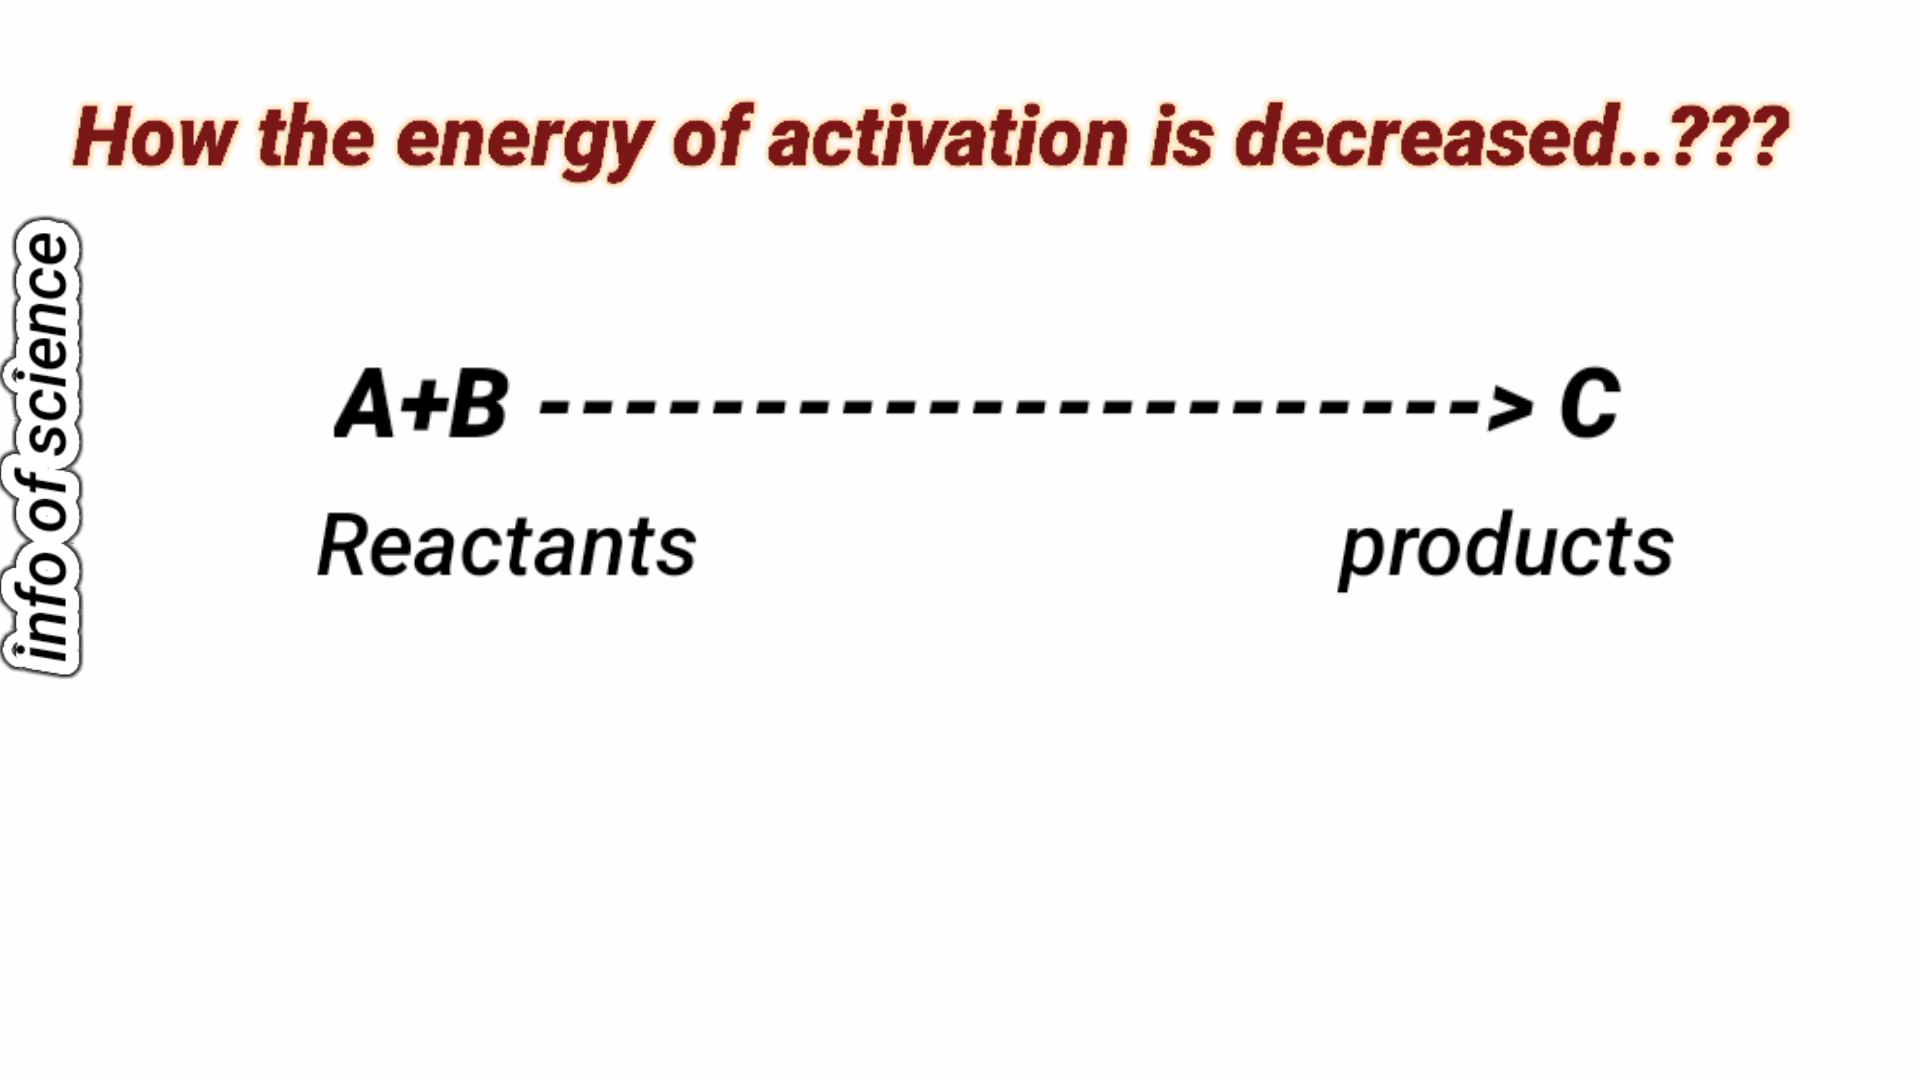 How the energy of activation is decreased..???
info of science
A+B ----------------------> C
Reactants products